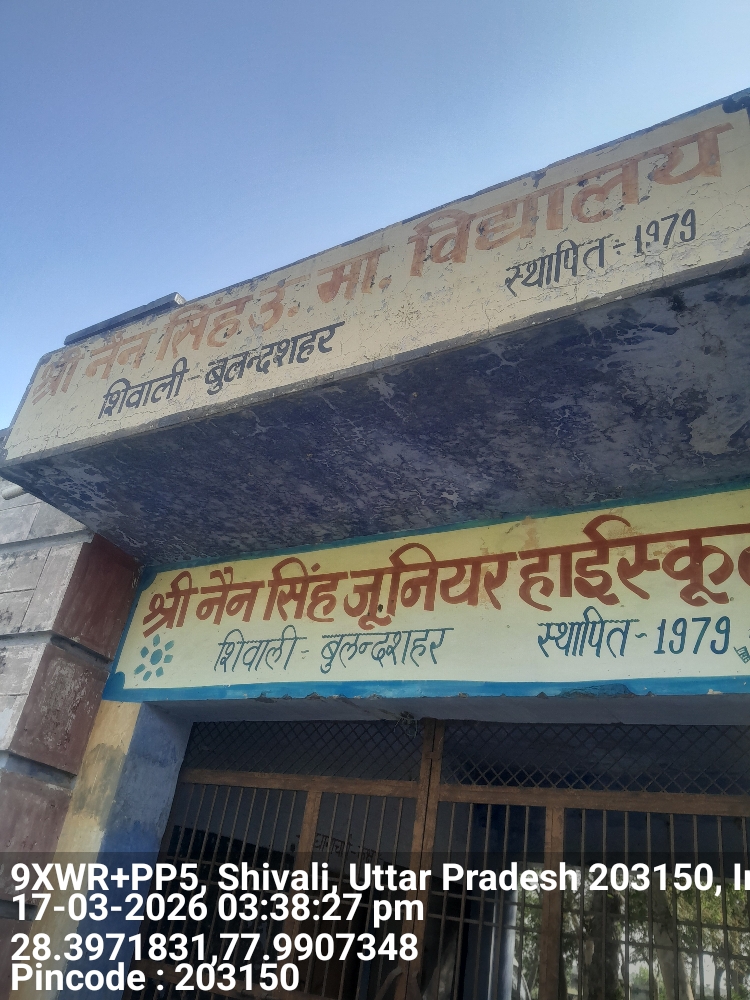 श्री नैन सिंह उ. मा. विद्यालय
शिवाली - बुलन्दशहर स्थापित ÷ 1979
श्री नैन सिंह जूनियर हाईस्कू
शिवाली - बुलन्दशहर स्थापित - 1979
9XWR+PP5, Shivali, Uttar Pradesh 203150, I
17-03-2026 03:38:27 pm
28.3971831,77.9907348
Pincode : 203150